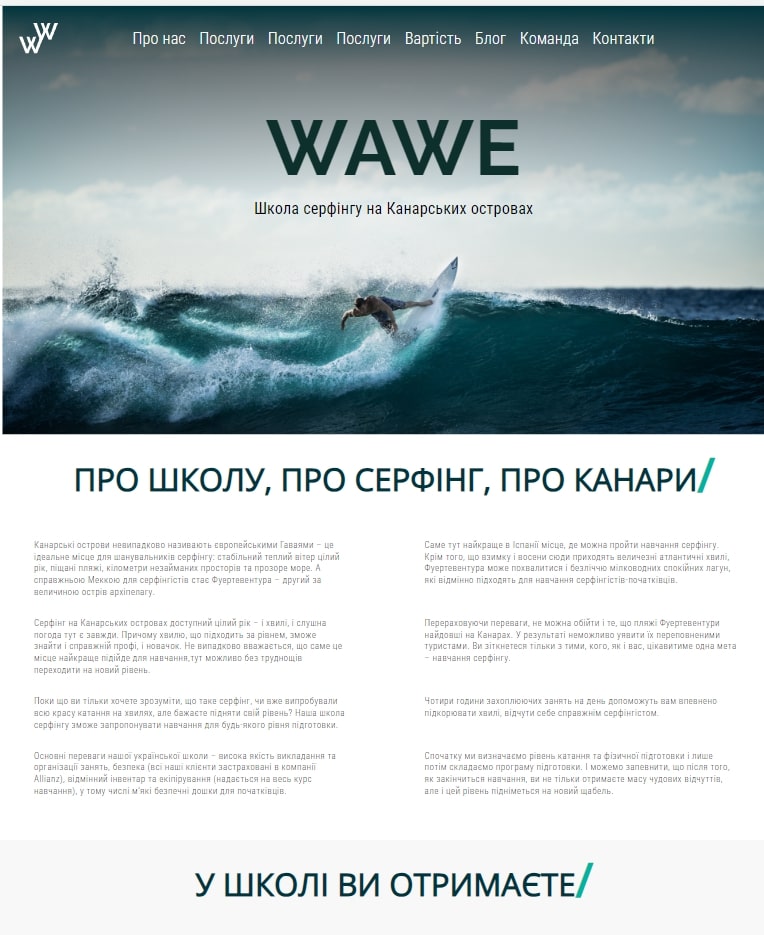 WW
Про нас Послуги Послуги Послуги Вартість Блог Команда Контакти
WAWE
Школа серфінгу на Канарських островах
ПРО ШКОЛУ, ПРО СЕРФІНГ, ПРО КАНАРИ/
Канарські острови невипадково називають європейськими Гаваями – це
ідеальне місце для шанувальників серфінгу: стабільний теплий вітер цілий
рік, піщані пляжі, кілометри незайманих просторів та прозоре море. А
справжньою Меккою для серфінгістів стає Фуертевентура – другий за
величиною острів архіпелагу.
Серфінг на Канарських островах доступний цілий рік – і хвилі, і слушна
погода тут є завжди. Причому хвилю, що підходить за рівнем, зможе
знайти і справжній профі, і новачок. Не випадково вважається, що саме це
місце найкраще підійде для навчання,тут можливо без труднощів
переходити на новий рівень.
Поки що ви тільки хочете зрозуміти, що таке серфінг, чи вже випробували
всю красу катання на хвилях, але бажаєте підняти свій рівень? Наша школа
серфінгу зможе запропонувати навчання для будь-якого рівня підготовки.
Основні переваги нашої української школи – висока якість викладання та
організації занять, безпека (всі наші клієнти застраховані в компанії
Allianz), відмінний інвентар та екіпірування (надається на весь курс
навчання), у тому числі м'які безпечні дошки для початківців.
Саме тут найкраще в Іспанії місце, де можна пройти навчання серфінгу.
Крім того, що взимку і восени сюди приходять величезні атлантичні хвилі,
Фуертевентура може похвалитися і безліччю мілководних спокійних лагун,
які відмінно підходять для навчання серфінгістів-початківців.
Перераховуючи переваги, не можна обійти і те, що пляжі Фуертевентури
найдовші на Канарах. У результаті неможливо уявити їх переповненими
туристами. Ви зіткнетеся тільки з тими, кого, як і вас, цікавитиме одна мета
– навчання серфінгу.
Чотири години захоплюючих занять на день допоможуть вам впевнено
підкорювати хвилі, відчути себе справжнім серфінгістом.
Спочатку ми визначаємо рівень катання та фізичної підготовки і лише
потім складаємо програму підготовки. І можемо запевнити, що після того,
як закінчиться навчання, ви не тільки отримаєте масу чудових відчуттів,
але і цей рівень підніметься на новий щабель.
У ШКОЛІ ВИ ОТРИМАЄТЕ/